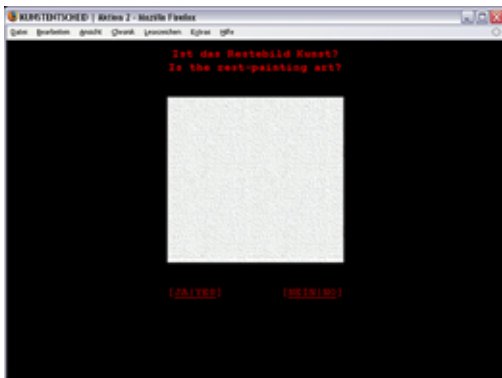 KUNSTENTSCHEID | Aktion 2 - Mozilla Firefox
Datei Bearbeiten Ansicht Chronik Lesezeichen Extras Hilfe
Ist das Restebild Kunst?
Is the rest-painting art?
[JA|YES] [NEIN|NO]